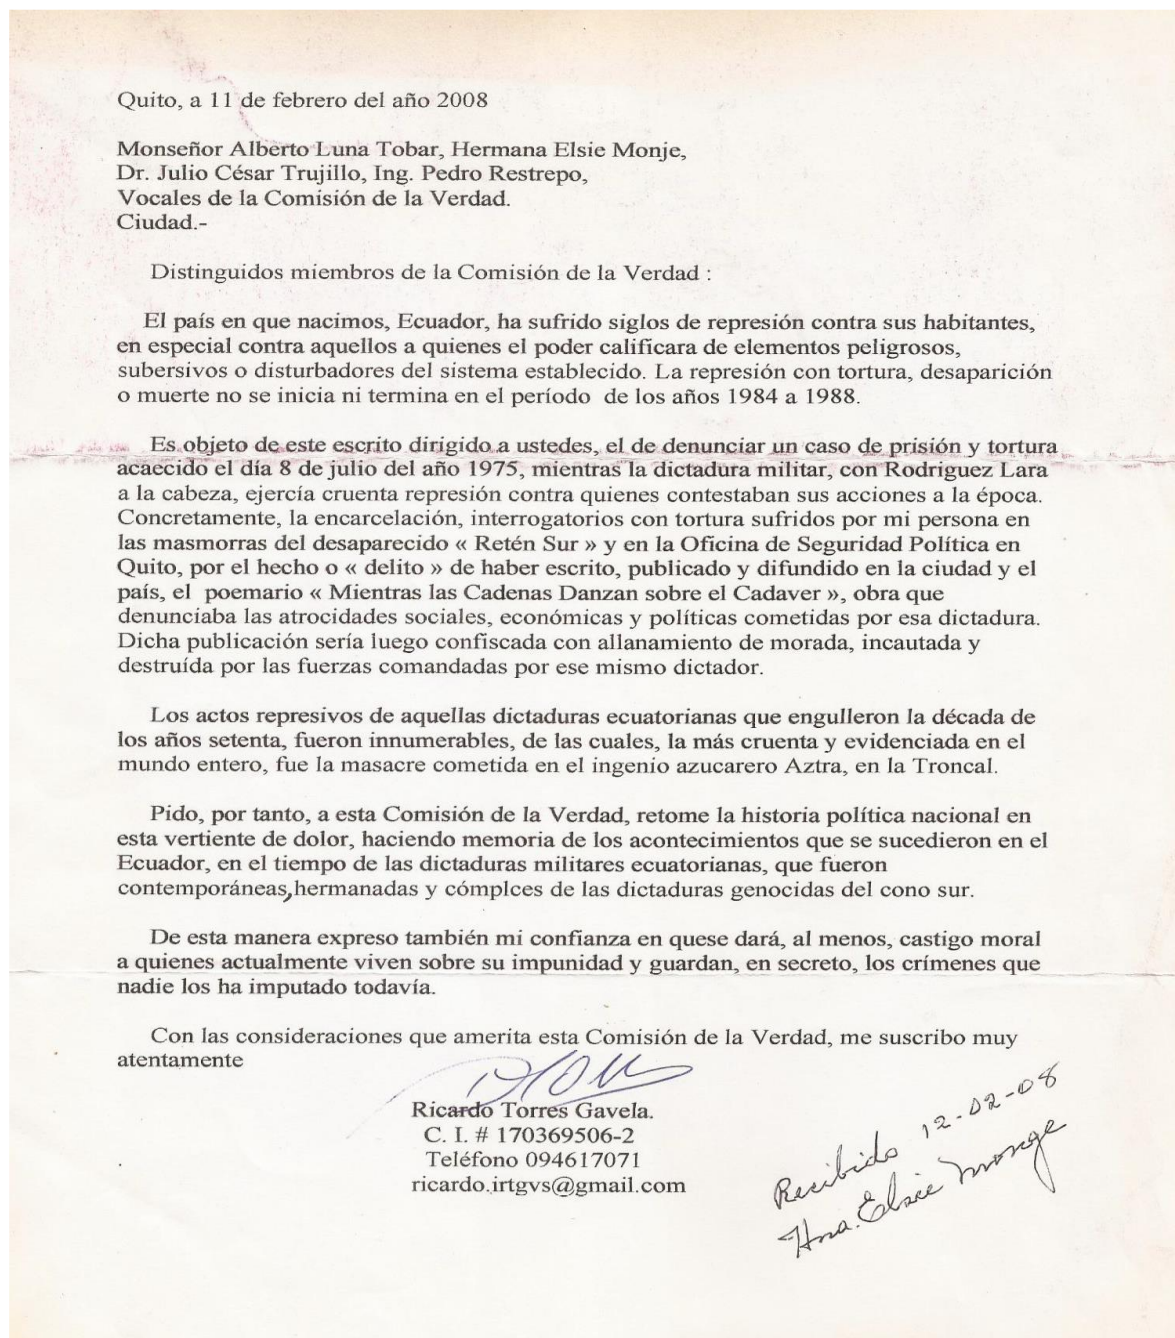 Quito, a 11 de febrero del año 2008
Monseñor Alberto Luna Tobar, Hermana Elsie Monje,
Dr. Julio César Trujillo, Ing. Pedro Restrepo,
Vocales de la Comisión de la Verdad.
Ciudad.-
Distinguidos miembros de la Comisión de la Verdad :
El país en que nacimos, Ecuador, ha sufrido siglos de represión contra sus habitantes,
en especial contra aquellos a quienes el poder calificara de elementos peligrosos,
subersivos o disturbadores del sistema establecido. La represión con tortura, desaparición
o muerte no se inicia ni termina en el período de los años 1984 a 1988.
Es objeto de este escrito dirigido a ustedes, el de denunciar un caso de prisión y tortura
acaecido el día 8 de julio del año 1975, mientras la dictadura militar, con Rodriguez Lara
a la cabeza, ejercía cruenta represión contra quienes contestaban sus acciones a la época.
Concretamente, la encarcelación, interrogatorios con tortura sufridos por mi persona en
las masmorras del desaparecido « Retén Sur » y en la Oficina de Seguridad Política en
Quito, por el hecho o « delito » de haber escrito, publicado y difundido en la ciudad y el
país, el poemario « Mientras las Cadenas Danzan sobre el Cadaver », obra que
denunciaba las atrocidades sociales, económicas y políticas cometidas por esa dictadura.
Dicha publicación sería luego confiscada con allanamiento de morada, incautada y
destruída por las fuerzas comandadas por ese mismo dictador.
Los actos represivos de aquellas dictaduras ecuatorianas que engulleron la década de
los años setenta, fueron innumerables, de las cuales, la más cruenta y evidenciada en el
mundo entero, fue la masacre cometida en el ingenio azucarero Aztra, en la Troncal.
Pido, por tanto, a esta Comisión de la Verdad, retome la historia política nacional en
esta vertiente de dolor, haciendo memoria de los acontecimientos que se sucedieron en el
Ecuador, en el tiempo de las dictaduras militares ecuatorianas, que fueron
contemporáneas, hermanadas y cómplces de las dictaduras genocidas del cono sur.
De esta manera expreso también mi confianza en quese dará, al menos, castigo moral
a quienes actualmente viven sobre su impunidad y guardan, en secreto, los crímenes que
nadie los ha imputado todavía.
Con las consideraciones que amerita esta Comisión de la Verdad, me suscribo muy
atentamente
Ricardo Torres Gavela.
C. I. # 170369506-2
Teléfono 094617071
ricardo.irtgvs@gmail.com
Recibido 12-02-08
Hna. Elsie Monge